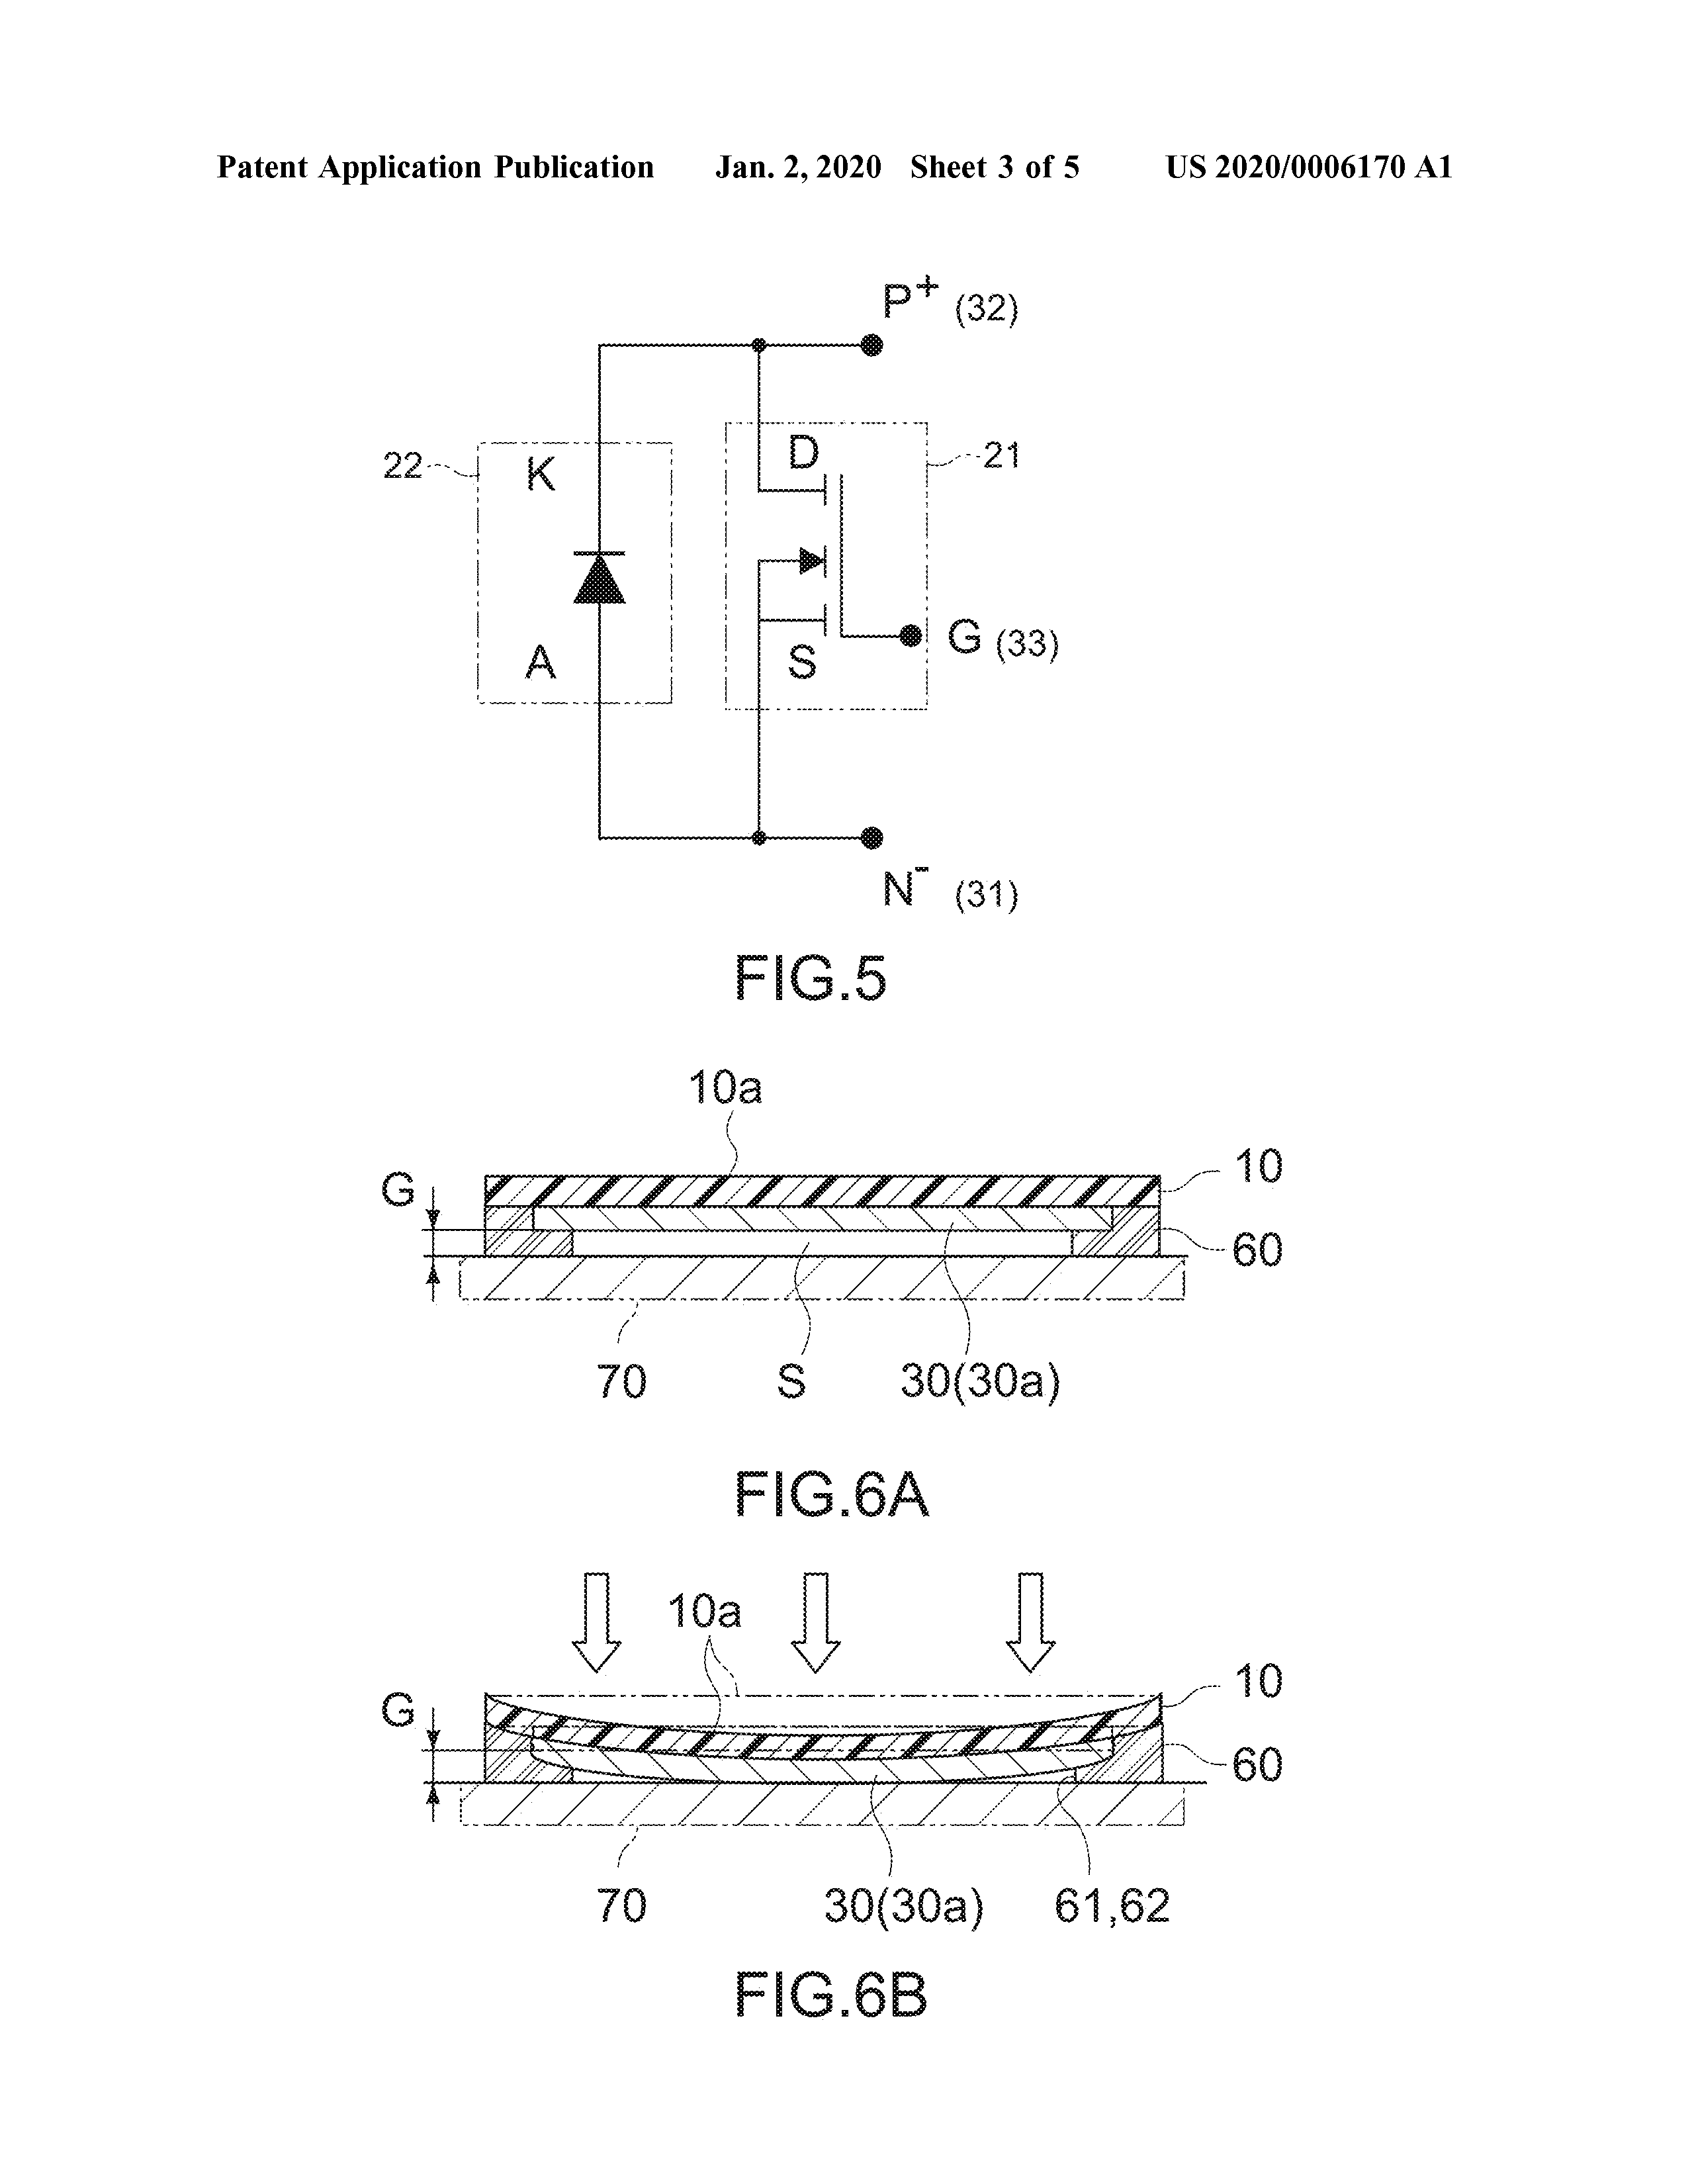 Patent Application Publication Jan. 2, 2020 Sheet 3 of 5 US 2020/0006170 A1
P+ (32)
D
22
K
21
G (33)
A
S
N- (31)
FIG.5
10a
10
G
60
70
S
30(30a)
FIG.6A
10a
10
G
60
70
30(30a)
61,62
FIG.6B